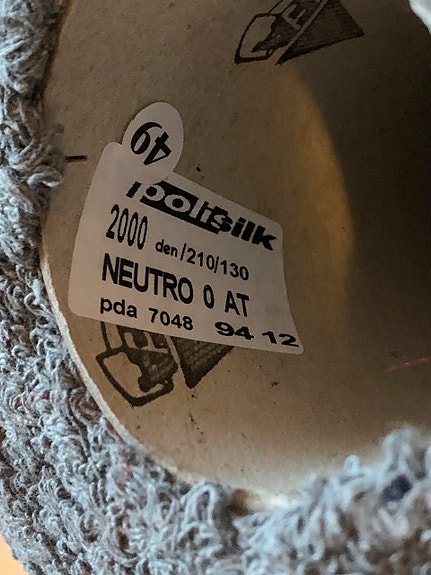 49
polisilk
2000 den/210/130
NEUTRO 0 AT
pda 7048 94 12